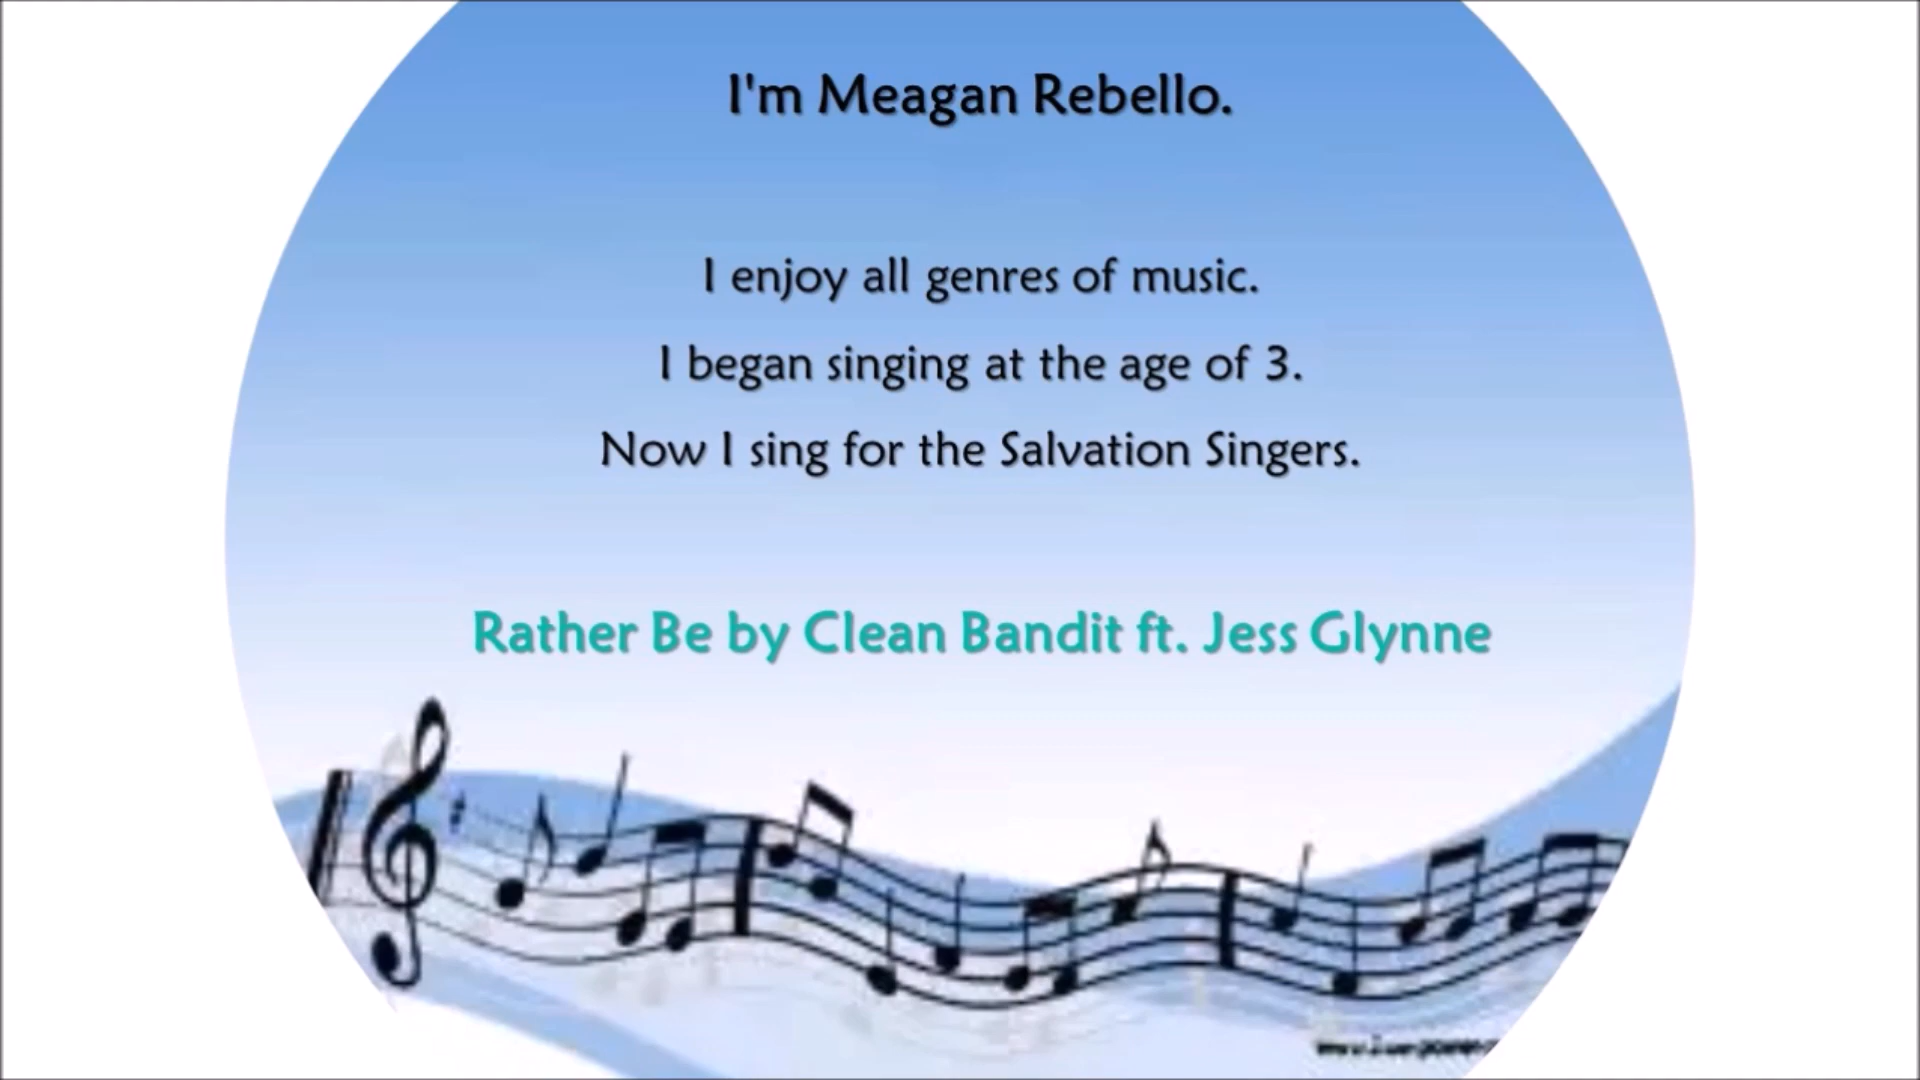 I'm Meagan Rebello.
I enjoy all genres of music.
I began singing at the age of 3.
Now I sing for the Salvation Singers.
Rather Be by Clean Bandit ft. Jess Glynne